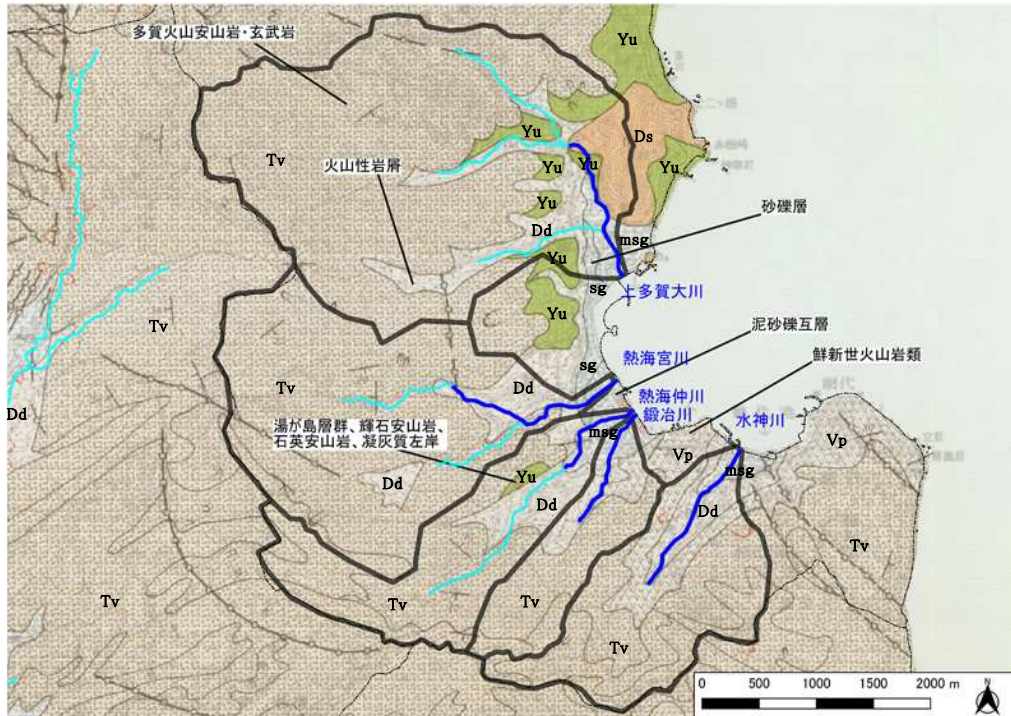 多賀火山安山岩・玄武岩
Yu
Ds
Yu
Tv
Yu
Yu
Yu
火山性岩屑
Yu
砂礫層
Dd
msg
Yu
sg
上多賀大川
Yu
Tv
泥砂礫互層
鮮新世火山岩類
熱海宮川
sg
Tv
Dd
網代
熱海仲川
鍛冶川
水神川
Dd
湯が島層群、輝石安山岩、
石英安山岩、凝灰質左岸
msg
Vp
Vp
Yu
msg
Dd
Dd
Dd
Tv
Tv
Tv
Tv
Tv
0 500 1000 1500 2000 m
N